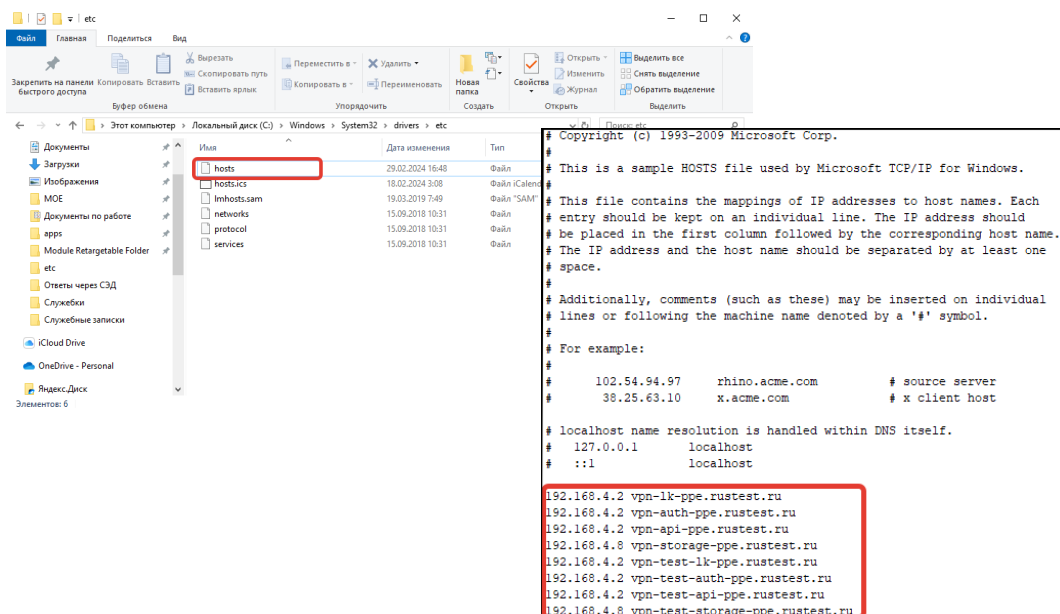 etc
Файл Главная Поделиться Вид
Закрепить на панели быстрого доступа
Копировать
Вставить
Вырезать
Скопировать путь
Вставить ярлык
Буфер обмена
Переместить в
Копировать в
Удалить
Переименовать
Упорядочить
Новая папка
Создать
Свойства
Открыть
Изменить
Журнал
Открыть
Выделить все
Снять выделение
Обратить выделение
Выделить
Этот компьютер > Локальный диск (C:) > Windows > System32 > drivers > etc
Поиск: etc
Документы
Загрузки
Изображения
МОЕ
Документы по работе
apps
Module Retargetable Folder
etc
Ответы через СЭД
Служебки
Служебные записки
iCloud Drive
OneDrive - Personal
Яндекс.Диск
Элементов: 6
Имя Дата изменения Тип
hosts 29.02.2024 16:48 Файл
hosts.ics 18.02.2024 3:08 Файл iCalend
lmhosts.sam 19.03.2019 7:49 Файл "SAM"
networks 15.09.2018 10:31 Файл
protocol 15.09.2018 10:31 Файл
services 15.09.2018 10:31 Файл
# Copyright (c) 1993-2009 Microsoft Corp.
#
# This is a sample HOSTS file used by Microsoft TCP/IP for Windows.
#
# This file contains the mappings of IP addresses to host names. Each
# entry should be kept on an individual line. The IP address should
# be placed in the first column followed by the corresponding host name.
# The IP address and the host name should be separated by at least one
# space.
#
# Additionally, comments (such as these) may be inserted on individual
# lines or following the machine name denoted by a '#' symbol.
#
# For example:
#
# 102.54.94.97 rhino.acme.com # source server
# 38.25.63.10 x.acme.com # x client host
# localhost name resolution is handled within DNS itself.
# 127.0.0.1 localhost
# ::1 localhost
192.168.4.2 vpn-lk-ppe.rustest.ru
192.168.4.2 vpn-auth-ppe.rustest.ru
192.168.4.2 vpn-api-ppe.rustest.ru
192.168.4.8 vpn-storage-ppe.rustest.ru
192.168.4.2 vpn-test-lk-ppe.rustest.ru
192.168.4.2 vpn-test-auth-ppe.rustest.ru
192.168.4.2 vpn-test-api-ppe.rustest.ru
192.168.4.8 vpn-test-storage-ppe.rustest.ru